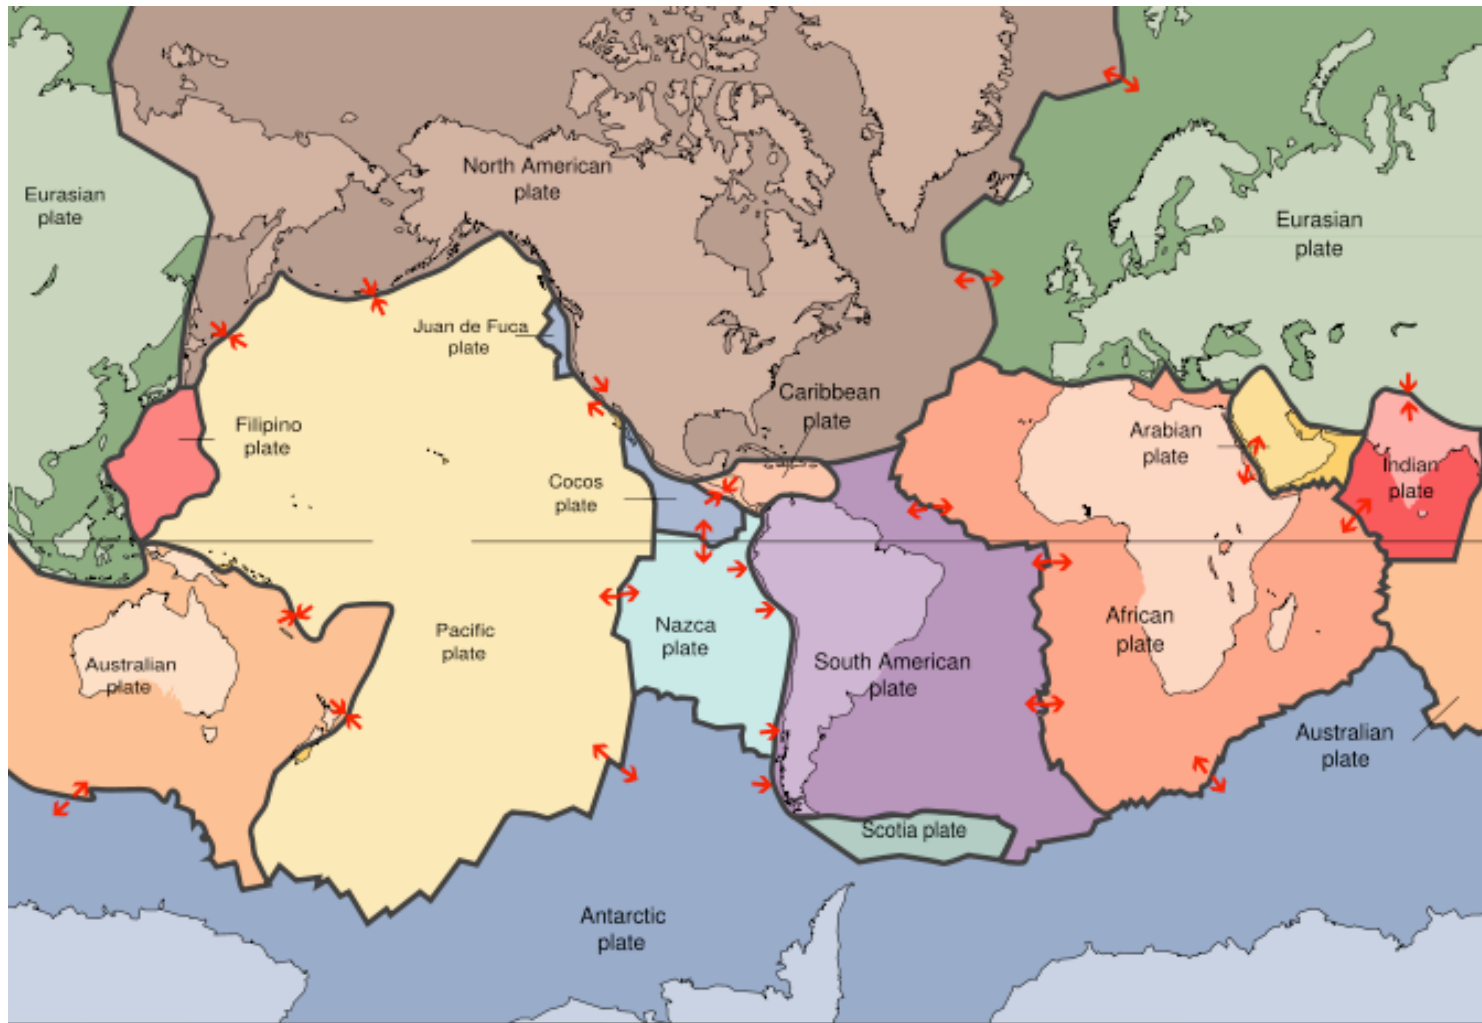 North American
plate
Eurasian
plate
Eurasian
plate
Juan de Fuca
plate
Caribbean
plate
Filipino
plate
Arabian
plate
Indian
plate
Cocos
plate
Pacific
plate
Nazca
plate
African
plate
Australian
plate
South American
plate
Australian
plate
Scotia plate
Antarctic
plate